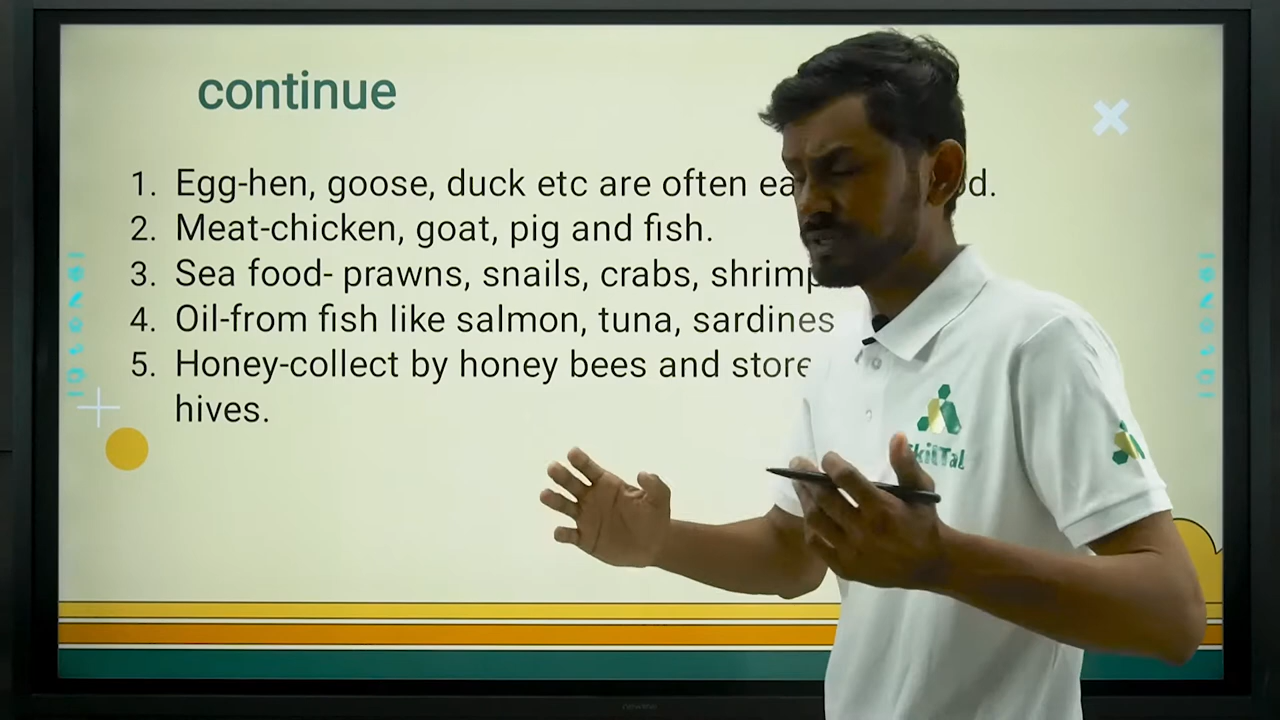 continue
1. Egg-hen, goose, duck etc are often
2. Meat-chicken, goat, pig and fish.
3. Sea food- prawns, snails, crabs,
4. Oil-from fish like salmon, tuna, sardines
5. Honey-collect by honey bees and
hives.